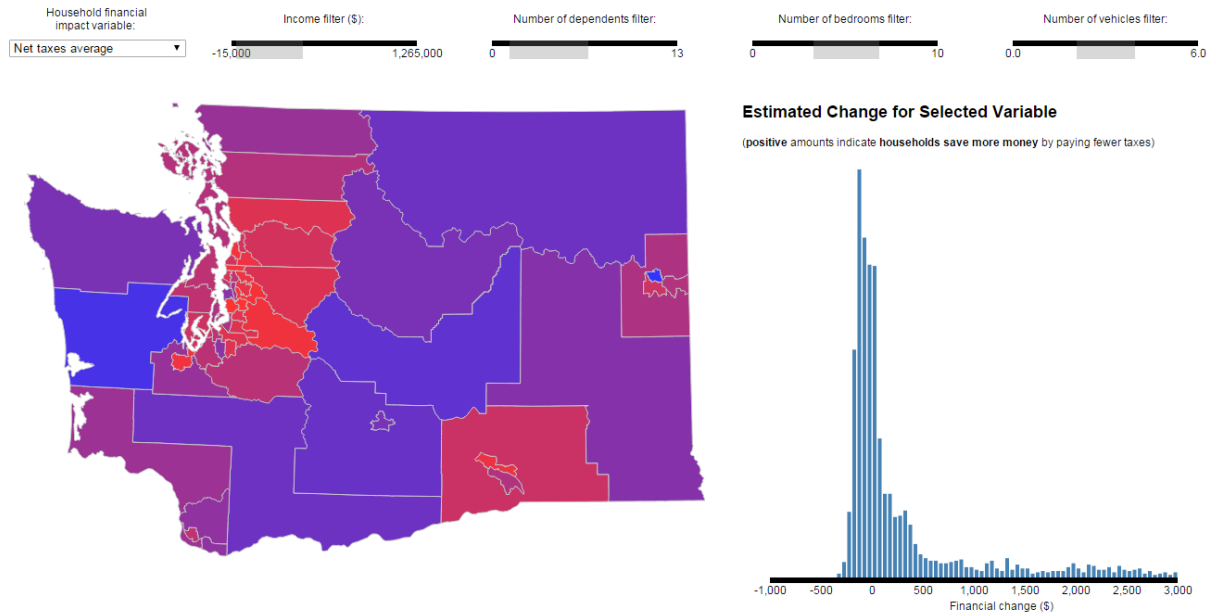 Household financial
impact variable:
Net taxes average
Income filter ($):
-15,000 1,265,000
Number of dependents filter:
0 13
Number of bedrooms filter:
0 10
Number of vehicles filter:
0.0 6.0
Estimated Change for Selected Variable
(positive amounts indicate households save more money by paying fewer taxes)
-1,000 -500 0 500 1,000 1,500 2,000 2,500 3,000
Financial change ($)